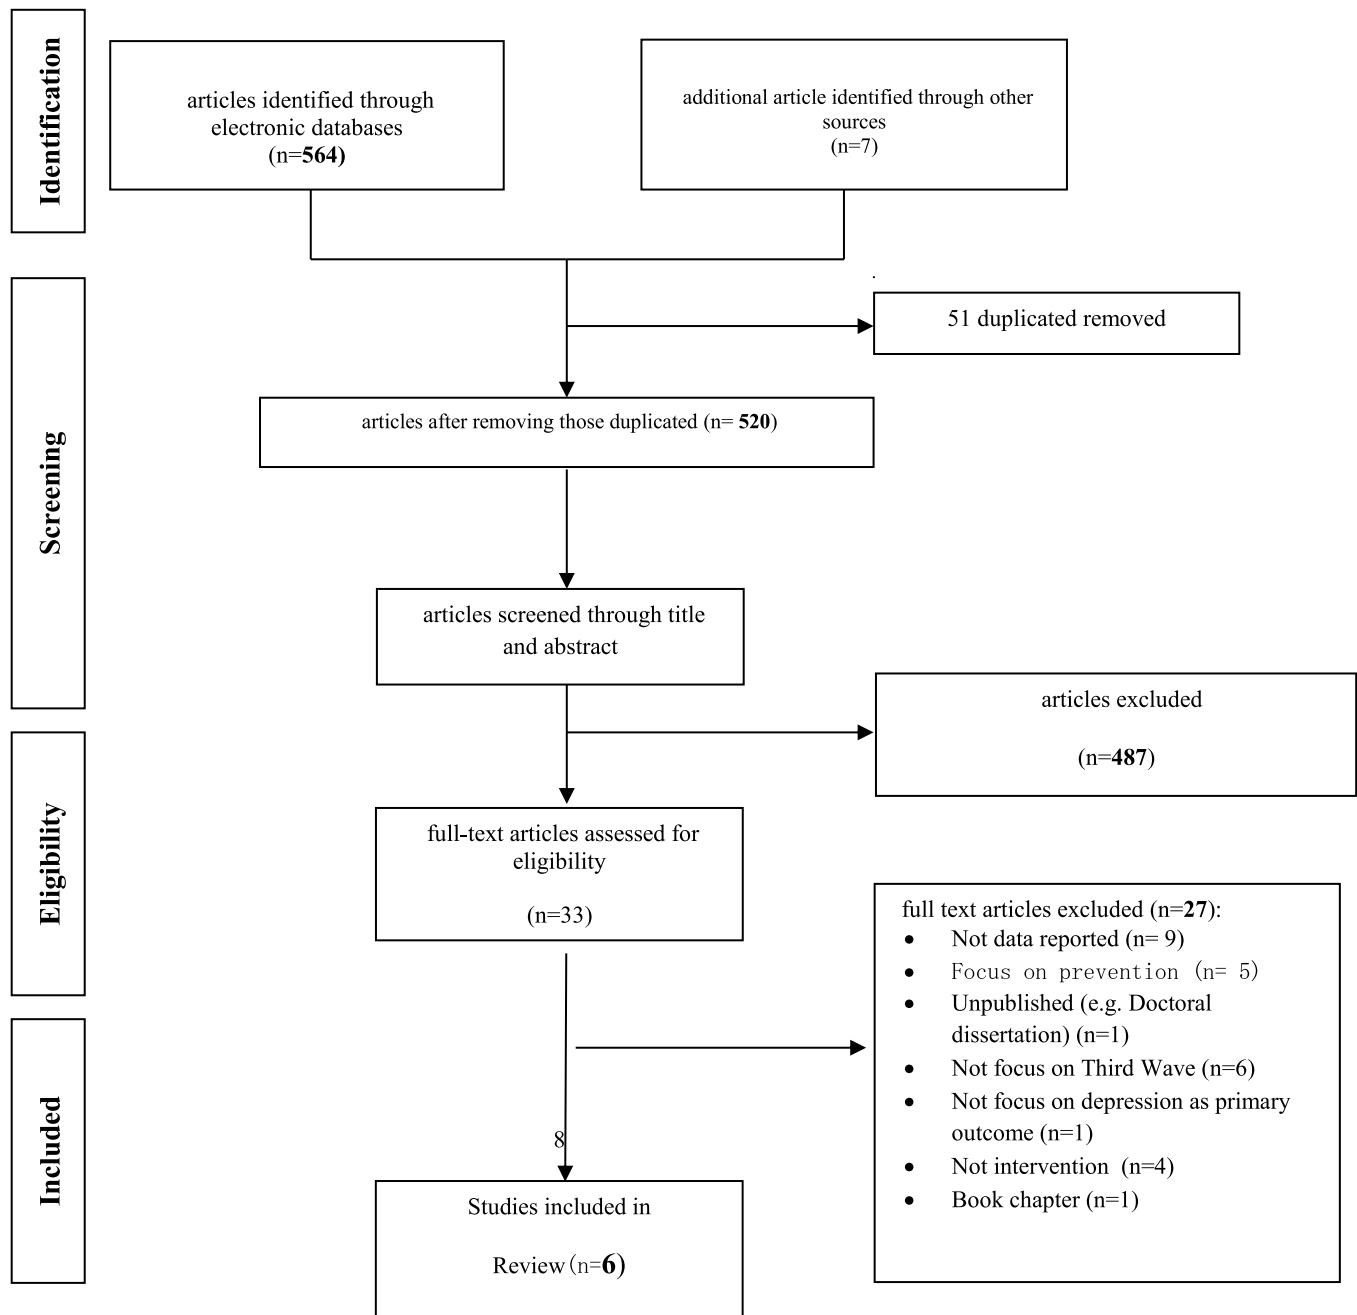 Identification
articles identified through
electronic databases
(n=564)
additional article identified through other
sources
(n=7)
Screening
51 duplicated removed
articles after removing those duplicated (n= 520)
articles screened through title
and abstract
articles excluded
(n=487)
Eligibility
full-text articles assessed for
eligibility
(n=33)
full text articles excluded (n=27):
• Not data reported (n= 9)
• Focus on prevention (n= 5)
• Unpublished (e.g. Doctoral
dissertation) (n=1)
• Not focus on Third Wave (n=6)
• Not focus on depression as primary
outcome (n=1)
• Not intervention (n=4)
• Book chapter (n=1)
Included
8
Studies included in
Review (n=6)